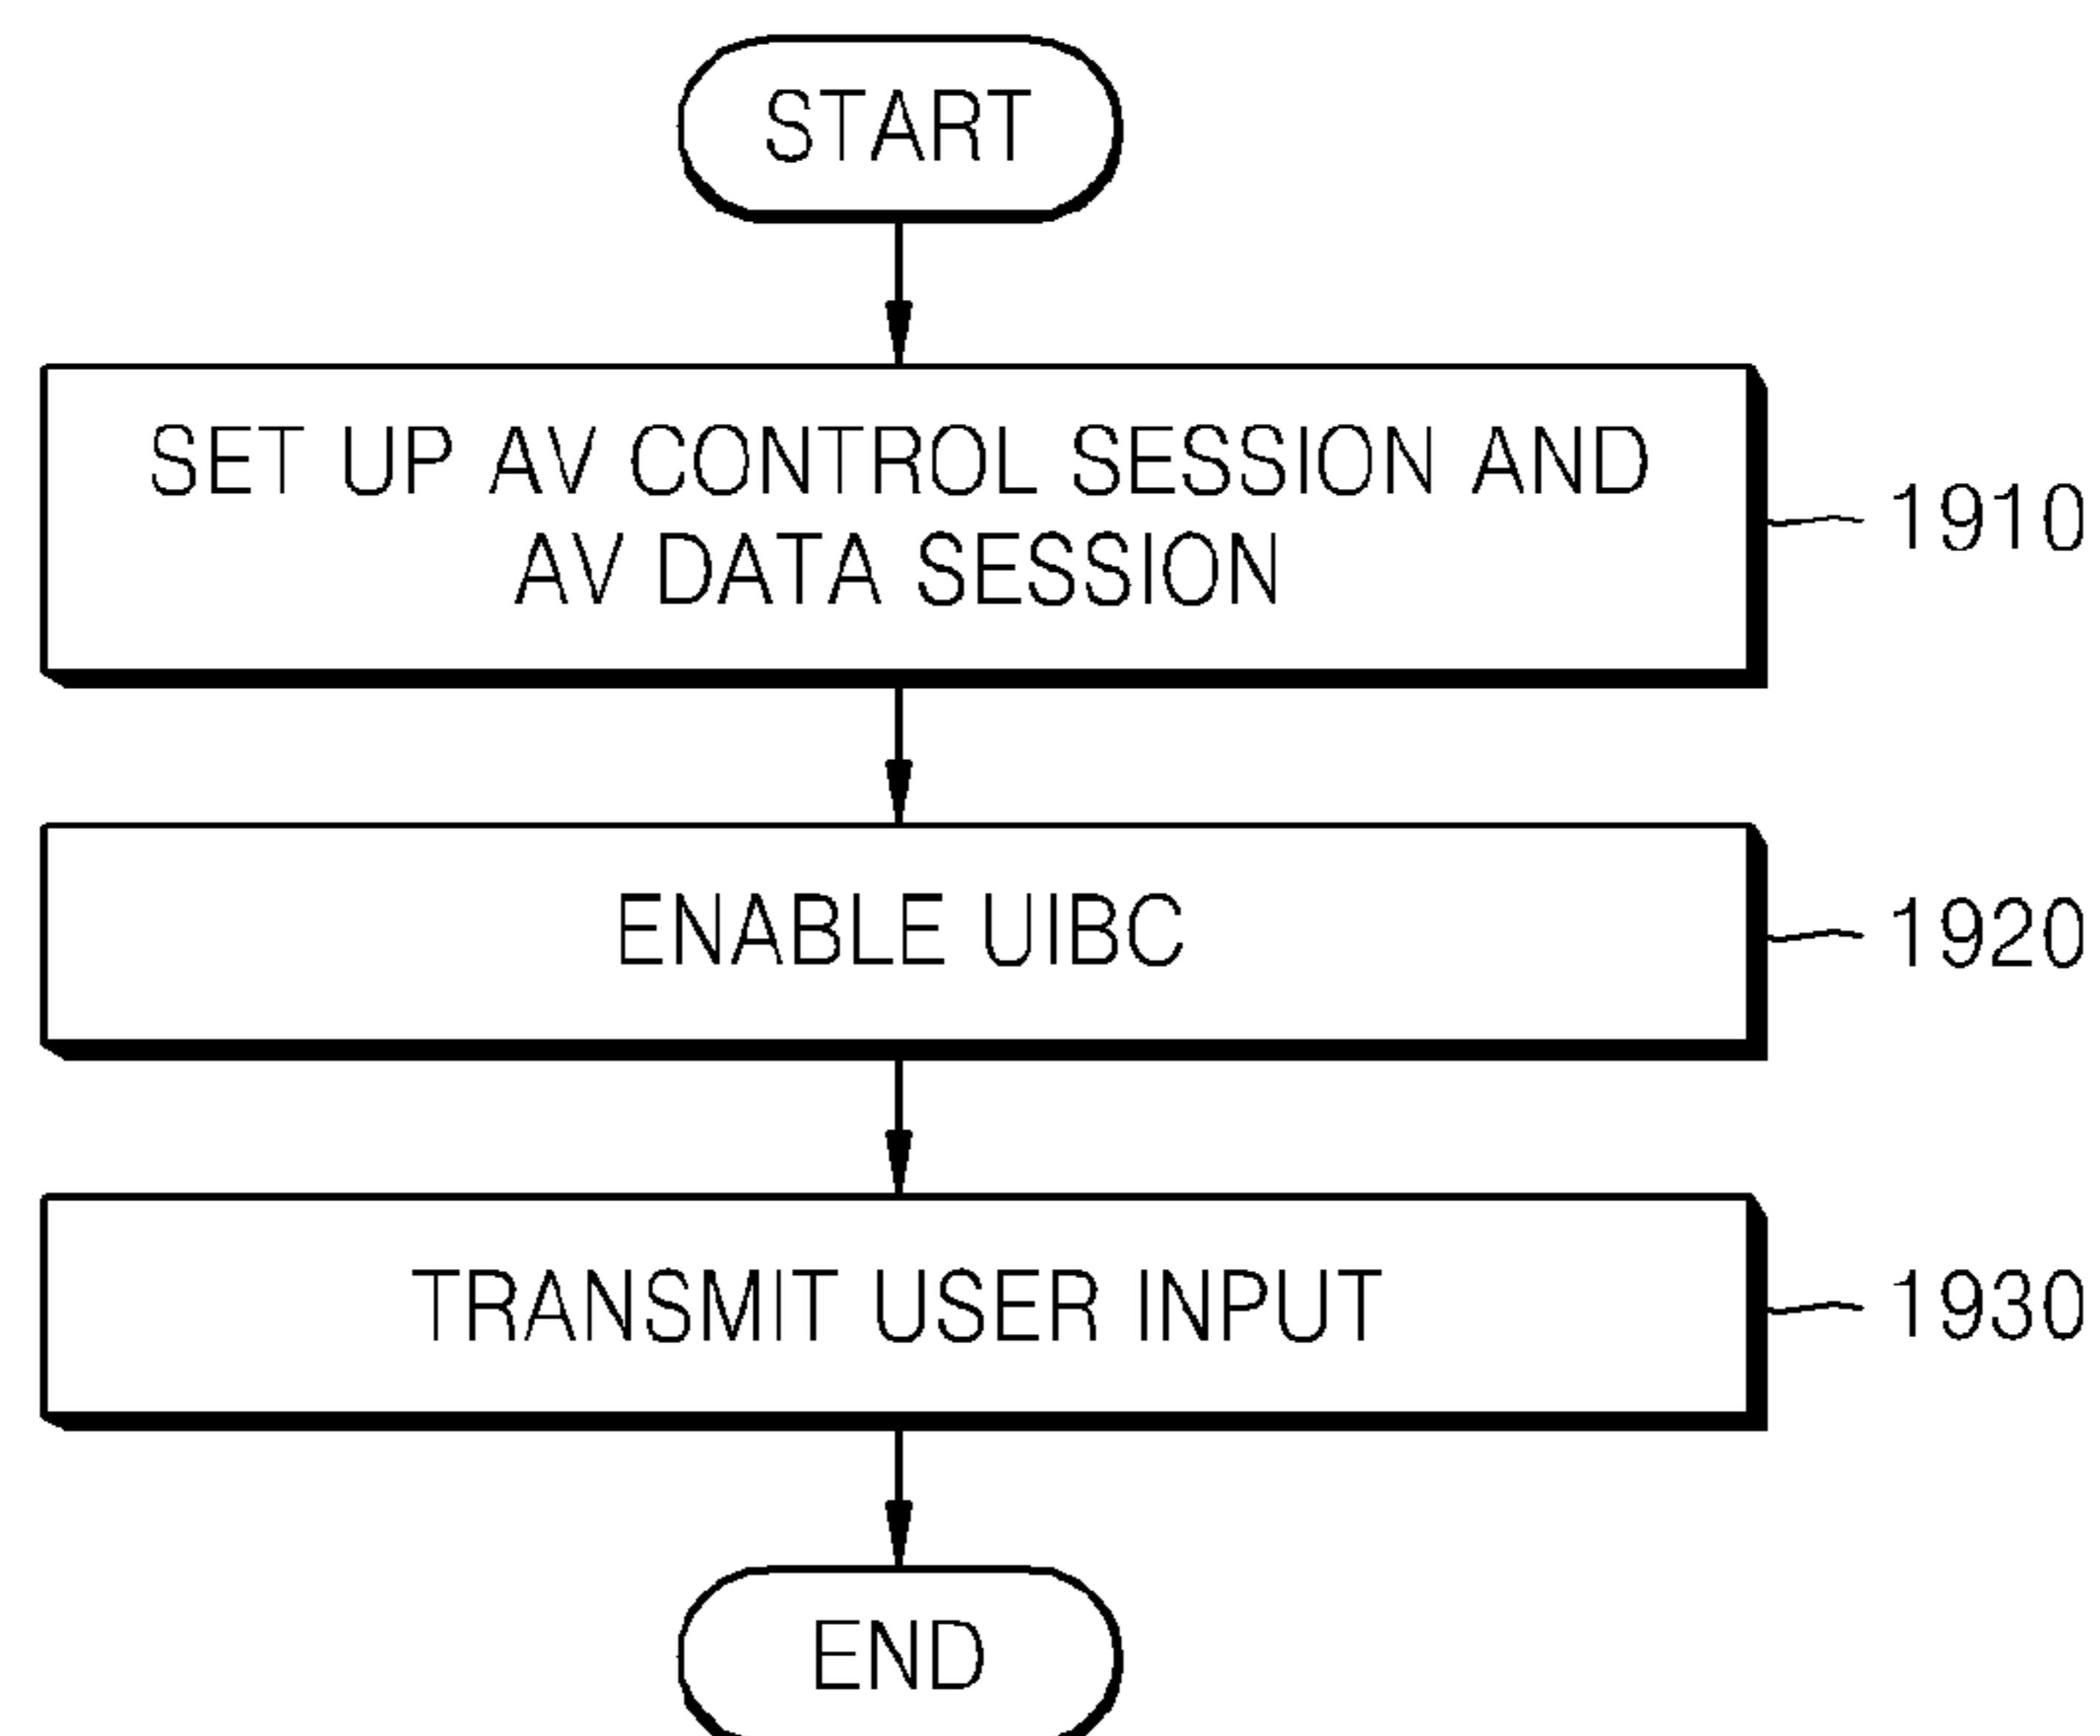 START
SET UP AV CONTROL SESSION AND
AV DATA SESSION
1910
ENABLE UIBC
1920
TRANSMIT USER INPUT
1930
END